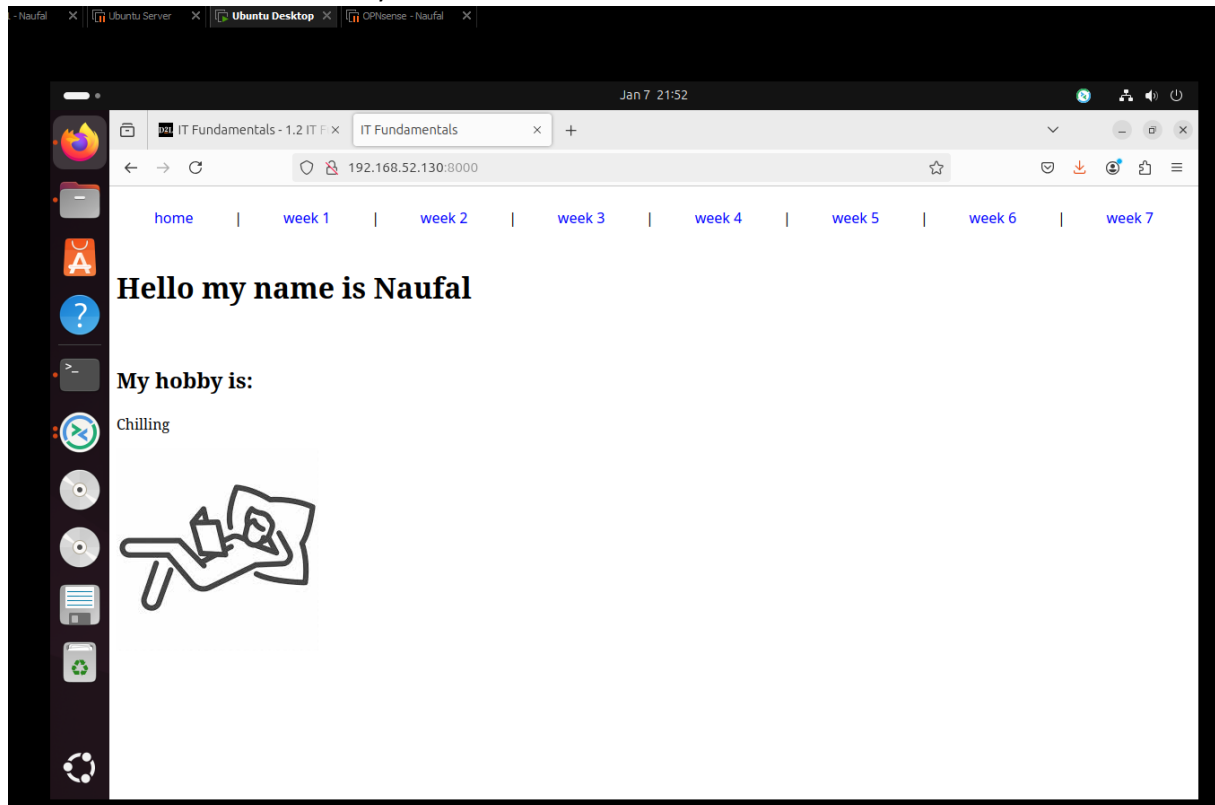 - Naufal Ubuntu Server Ubuntu Desktop OPNsense - Naufal
Jan 7 21:52
D2L IT Fundamentals - 1.2 IT F IT Fundamentals
192.168.52.130:8000
home | week 1 | week 2 | week 3 | week 4 | week 5 | week 6 | week 7
Hello my name is Naufal
My hobby is:
Chilling